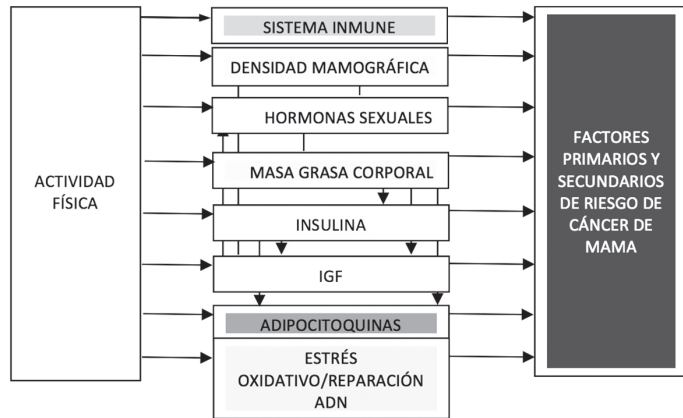 SISTEMA INMUNE
DENSIDAD MAMOGRÁFICA
HORMONAS SEXUALES
MASA GRASA CORPORAL
INSULINA
IGF
ADIPOCITOQUINAS
ESTRÉS
OXIDATIVO/REPARACIÓN
ADN
ACTIVIDAD
FÍSICA
FACTORES
PRIMARIOS Y
SECUNDARIOS
DE RIESGO DE
CÁNCER DE
MAMA